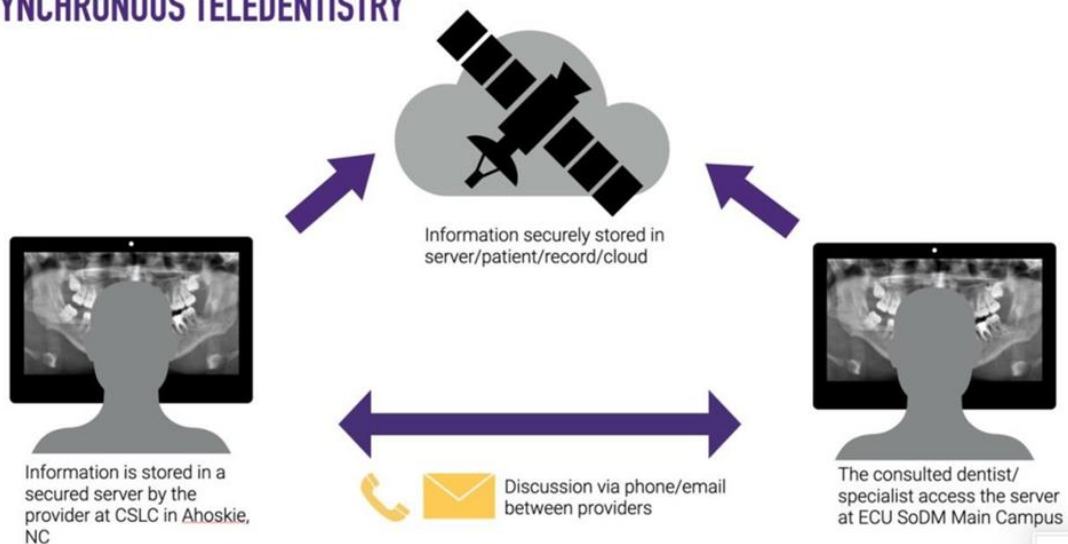 YNCHRONOUS TELEDENTISTRY
Information securely stored in
server/patient/record/cloud
Information is stored in a
secured server by the
provider at CSLC in Ahoskie,
NC
Discussion via phone/email
between providers
The consulted dentist/
specialist access the server
at ECU SoDM Main Campus